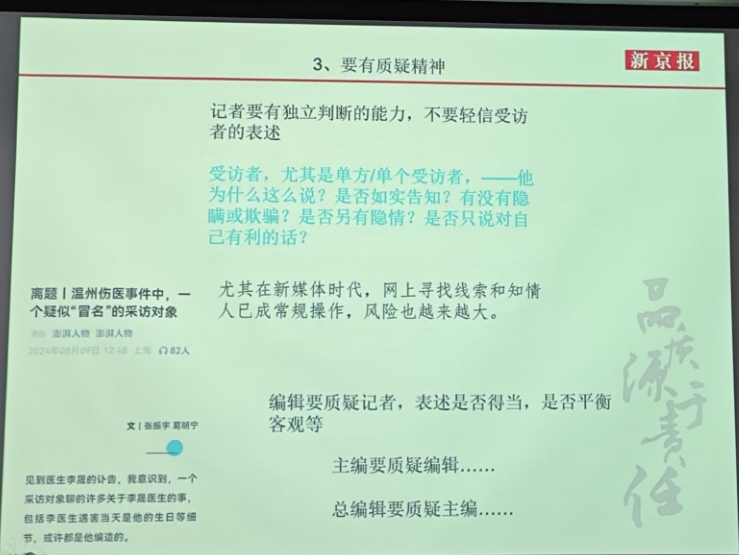 3、要有质疑精神
新京报
记者要有独立判断的能力，不要轻信受访
者的表述
受访者，尤其是单方/单个受访者，——他
为什么这么说？是否如实告知？有没有隐
瞒或欺骗？是否另有隐情？是否只说对自
己有利的话？
尤其在新媒体时代，网上寻找线索和知情
人已成常规操作，风险也越来越大。
离题丨温州伤医事件中，一
个疑似“冒名”的采访对象
澎湃人物 澎湃人物
2024年08月09日 12:48 上海 82人
编辑要质疑记者，表述是否得当，是否平衡
客观等
主编要质疑编辑……
总编辑要质疑主编……
文丨张振宇 葛明宁
见到医生李晟的讣告，我意识到，一个
采访对象聊的许多关于李晟医生的事，
包括李医生遇害当天是他的生日等细
节，或许都是他编造的。
品质源于责任